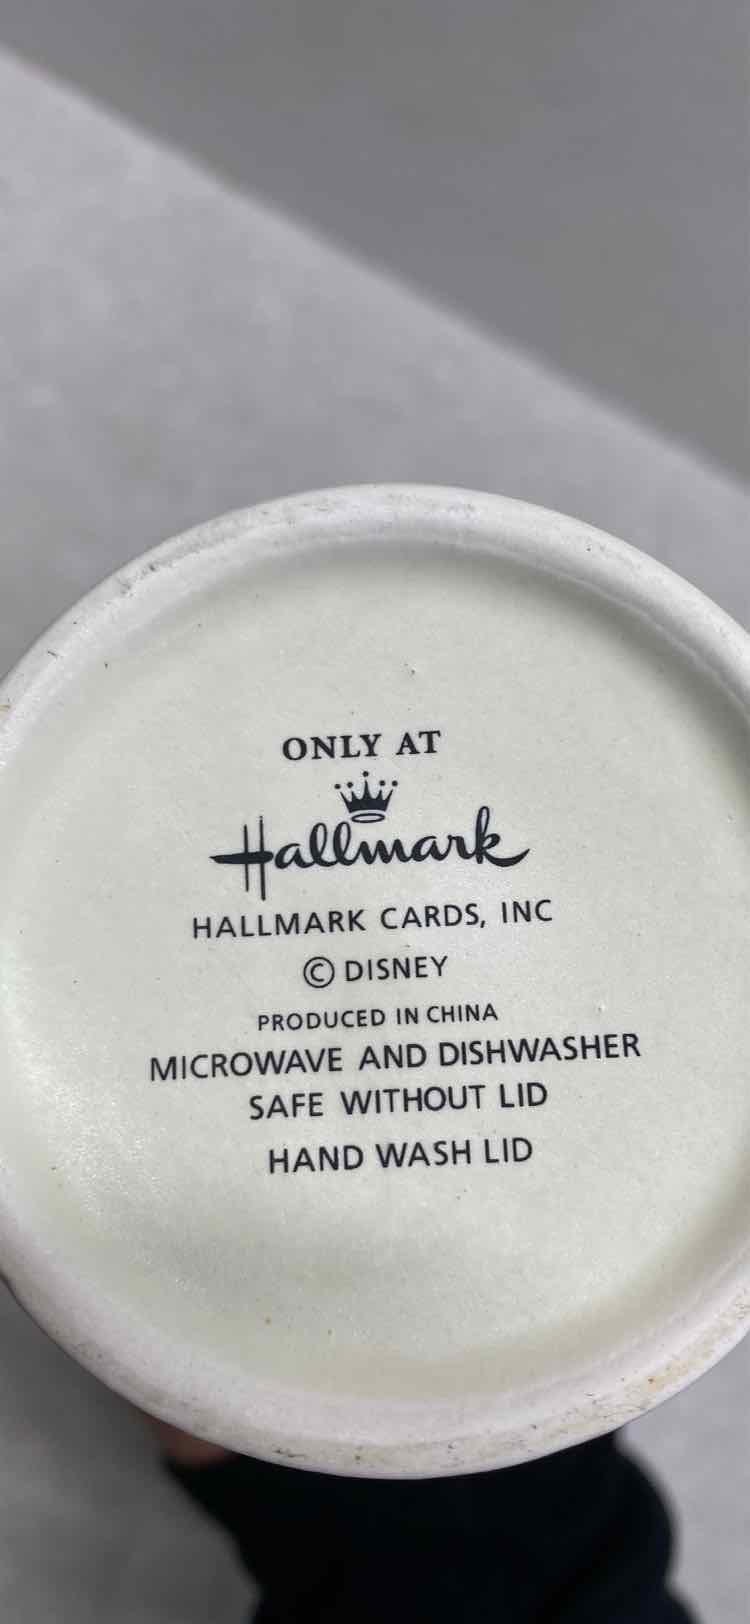 ONLY AT
Hallmark
HALLMARK CARDS, INC
© DISNEY
PRODUCED IN CHINA
MICROWAVE AND DISHWASHER
SAFE WITHOUT LID
HAND WASH LID